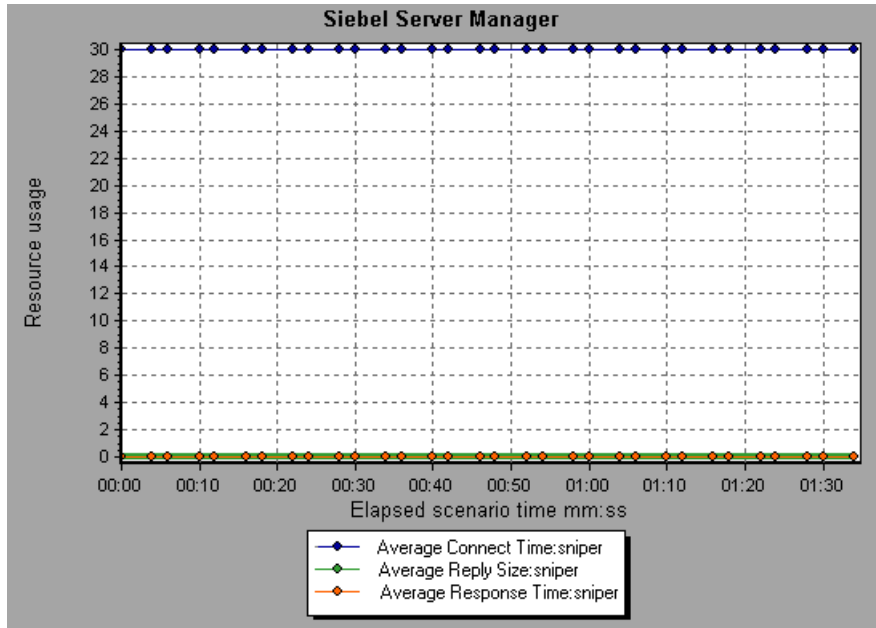 Siebel Server Manager
30
28
26
24
22
20
18
16
14
12
10
8
6
4
2
0
Resource usage
00:00 00:10 00:20 00:30 00:40 00:50 01:00 01:10 01:20 01:30
Elapsed scenario time mm:ss
Average Connect Time:sniper
Average Reply Size:sniper
Average Response Time:sniper